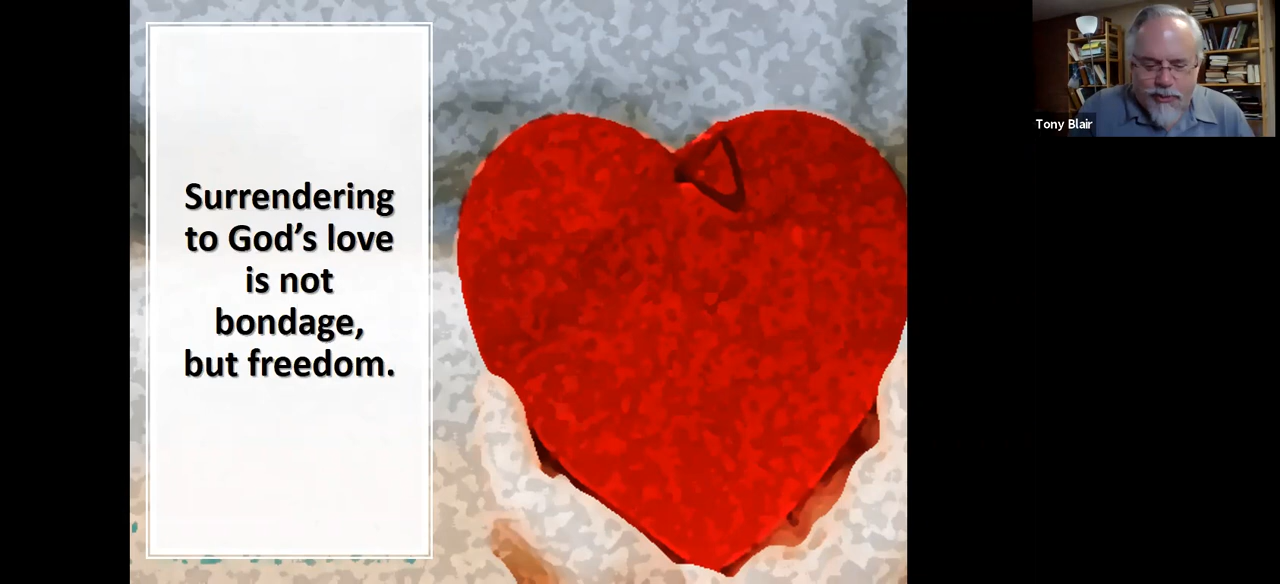 Surrendering
to God’s love
is not
bondage,
but freedom.
Tony Blair